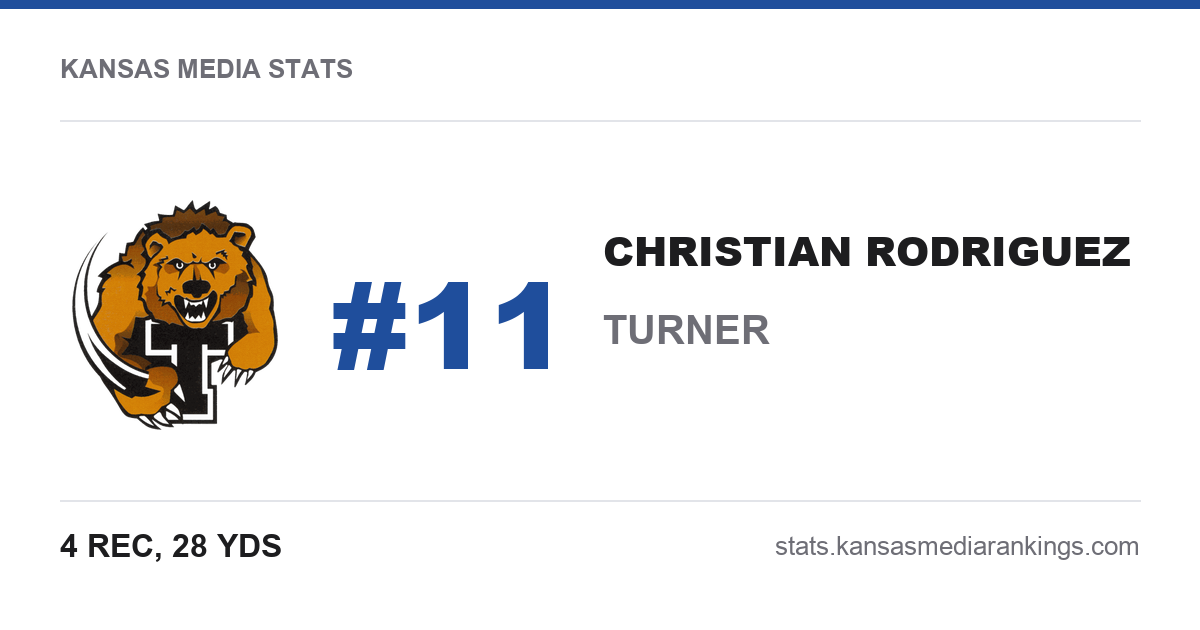 KANSAS MEDIA STATS
T
#11
CHRISTIAN RODRIGUEZ
TURNER
4 REC, 28 YDS
stats.kansasmediarankings.com